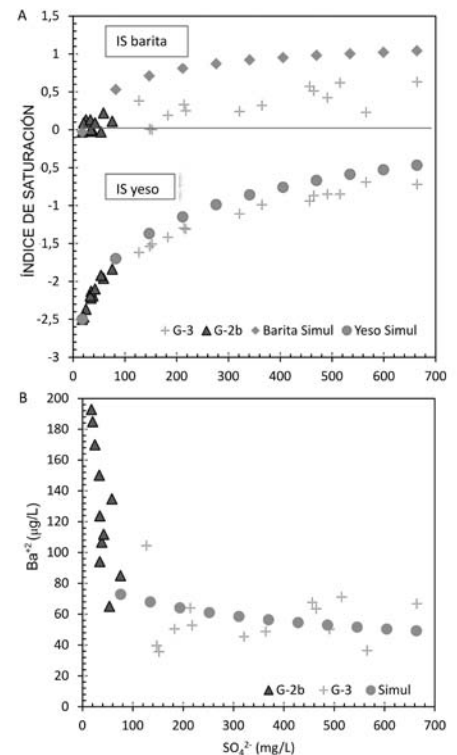 A
ÍNDICE DE SATURACIÓN
1,5
1
0,5
0
-0,5
-1
-1,5
-2
-2,5
-3
IS barita
IS yeso
0 100 200 300 400 500 600 700
G-3 G-2b Barita Simul Yeso Simul
B
Ba⁺² (µg/L)
200
180
160
140
120
100
80
60
40
20
0
G-2b G-3 Simul
0 100 200 300 400 500 600 700
SO₄²⁻ (mg/L)